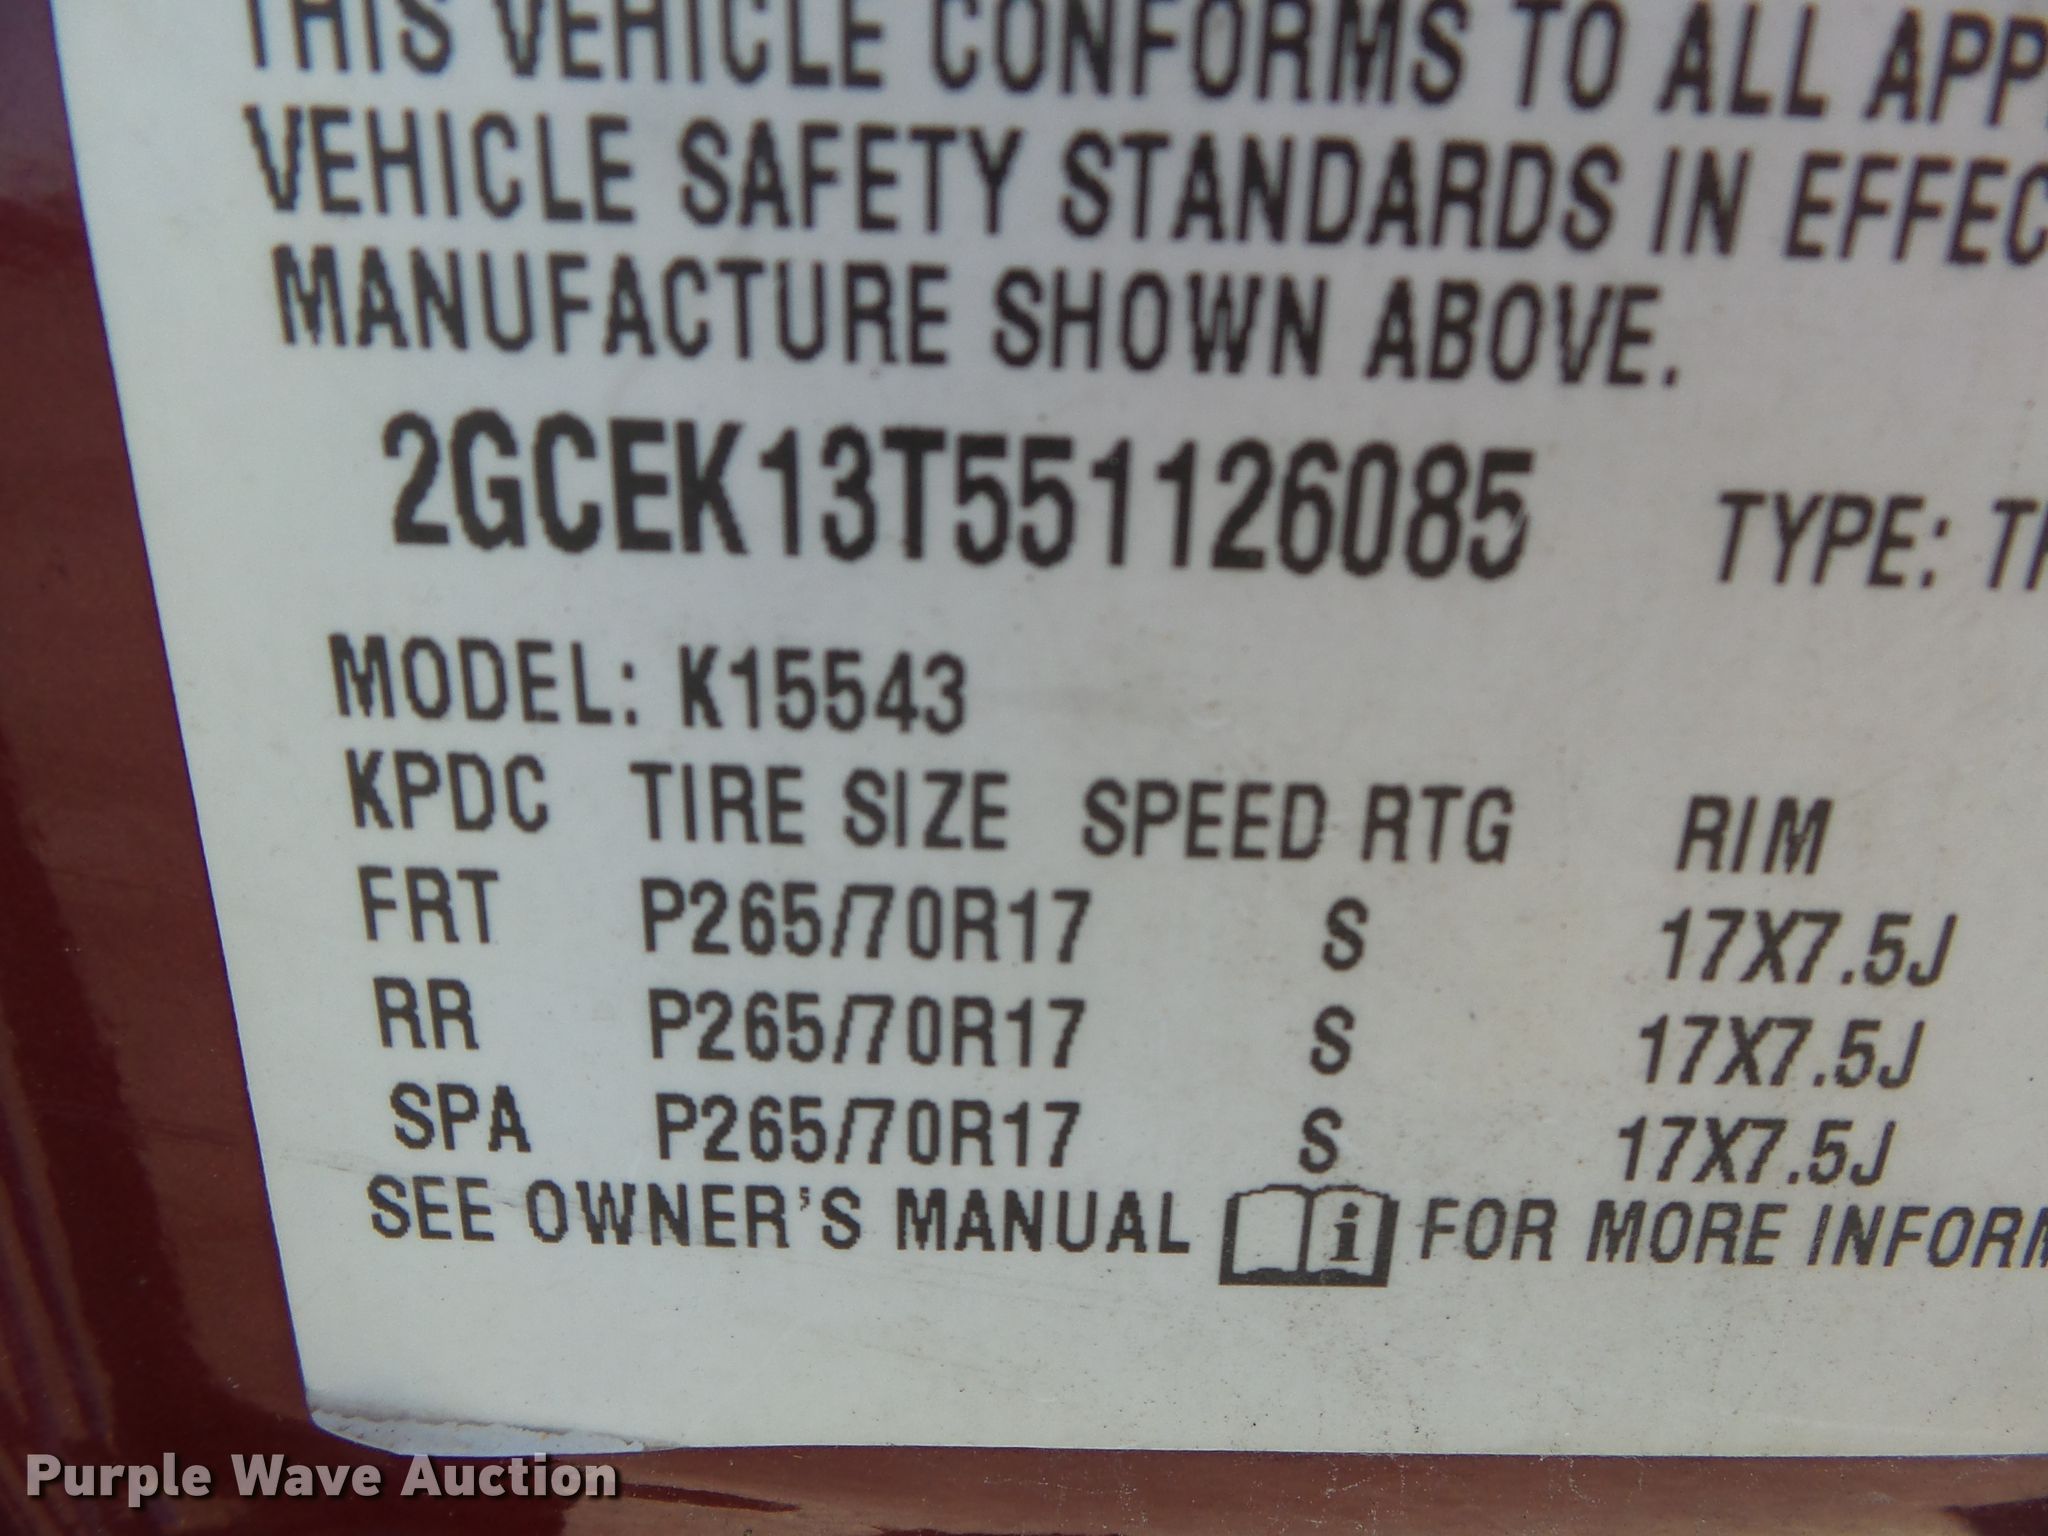 THIS VEHICLE CONFORMS TO ALL APP
VEHICLE SAFETY STANDARDS IN EFFEC
MANUFACTURE SHOWN ABOVE.
2GCEK13T551126085 TYPE: TR
MODEL: K15543
KPDC TIRE SIZE SPEED RTG RIM
FRT P265/70R17 S 17X7.5J
RR P265/70R17 S 17X7.5J
SPA P265/70R17 S 17X7.5J
SEE OWNER'S MANUAL i FOR MORE INFORM
Purple Wave Auction